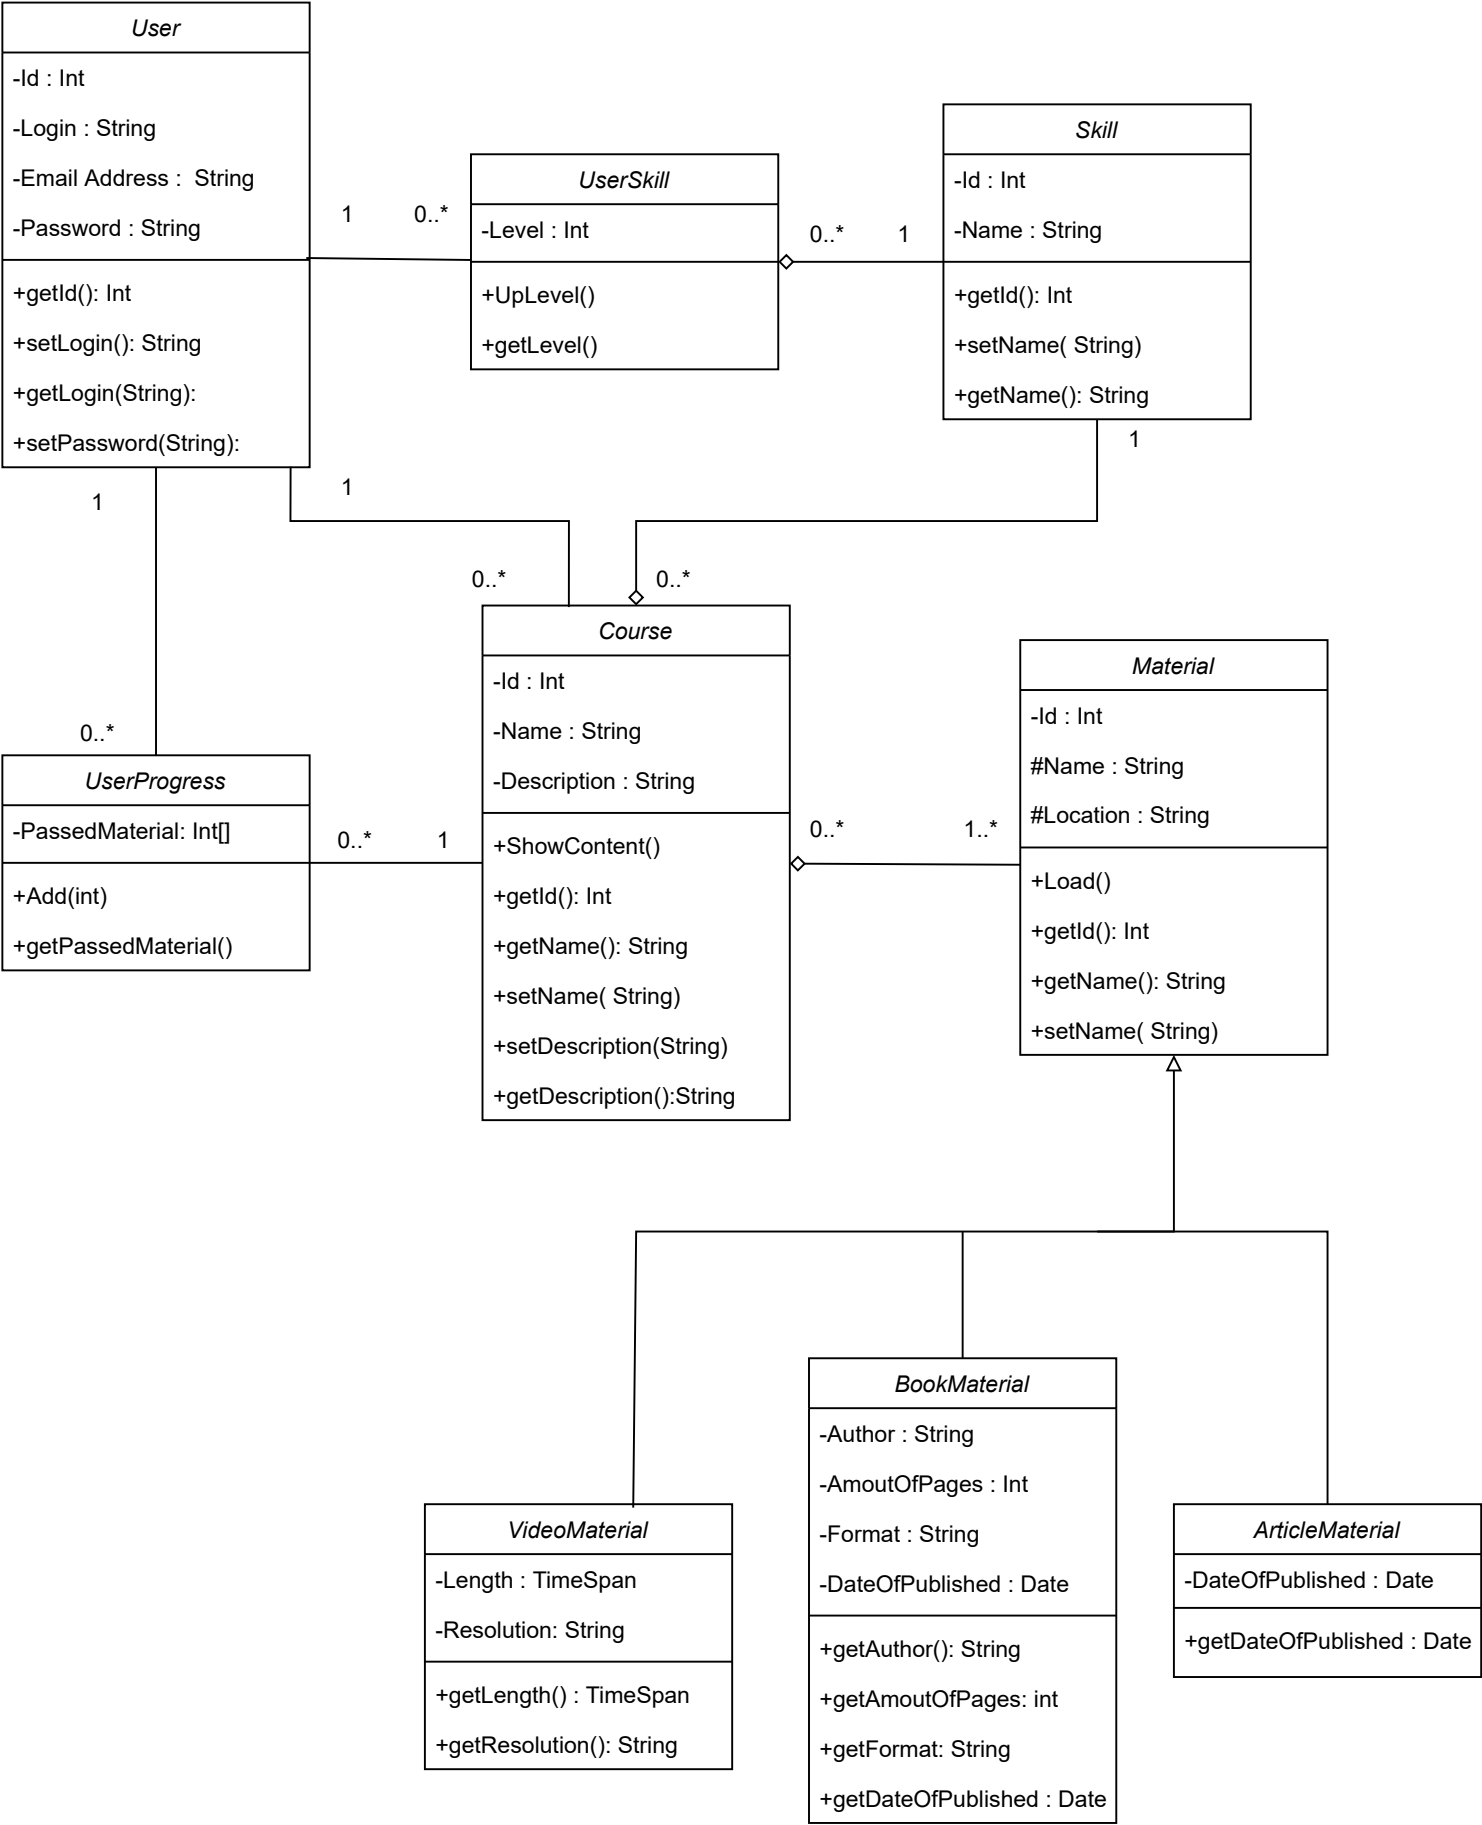 User
-Id : Int
-Login : String
-Email Address :  String
-Password : String
+getId(): Int
+setLogin(): String
+getLogin(String):
+setPassword(String):
1
0..*
UserSkill
-Level : Int
+UpLevel()
+getLevel()
0..*
1
Skill
-Id : Int
-Name : String
+getId(): Int
+setName( String)
+getName(): String
1
1
1
0..*
0..*
0..*
UserProgress
-PassedMaterial: Int[]
+Add(int)
+getPassedMaterial()
0..*
1
Course
-Id : Int
-Name : String
-Description : String
+ShowContent()
+getId(): Int
+getName(): String
+setName( String)
+setDescription(String)
+getDescription():String
0..*
1..*
Material
-Id : Int
#Name : String
#Location : String
+Load()
+getId(): Int
+getName(): String
+setName( String)
VideoMaterial
-Length : TimeSpan
-Resolution: String
+getLength() : TimeSpan
+getResolution(): String
BookMaterial
-Author : String
-AmoutOfPages : Int
-Format : String
-DateOfPublished : Date
+getAuthor(): String
+getAmoutOfPages: int
+getFormat: String
+getDateOfPublished : Date
ArticleMaterial
-DateOfPublished : Date
+getDateOfPublished : Date